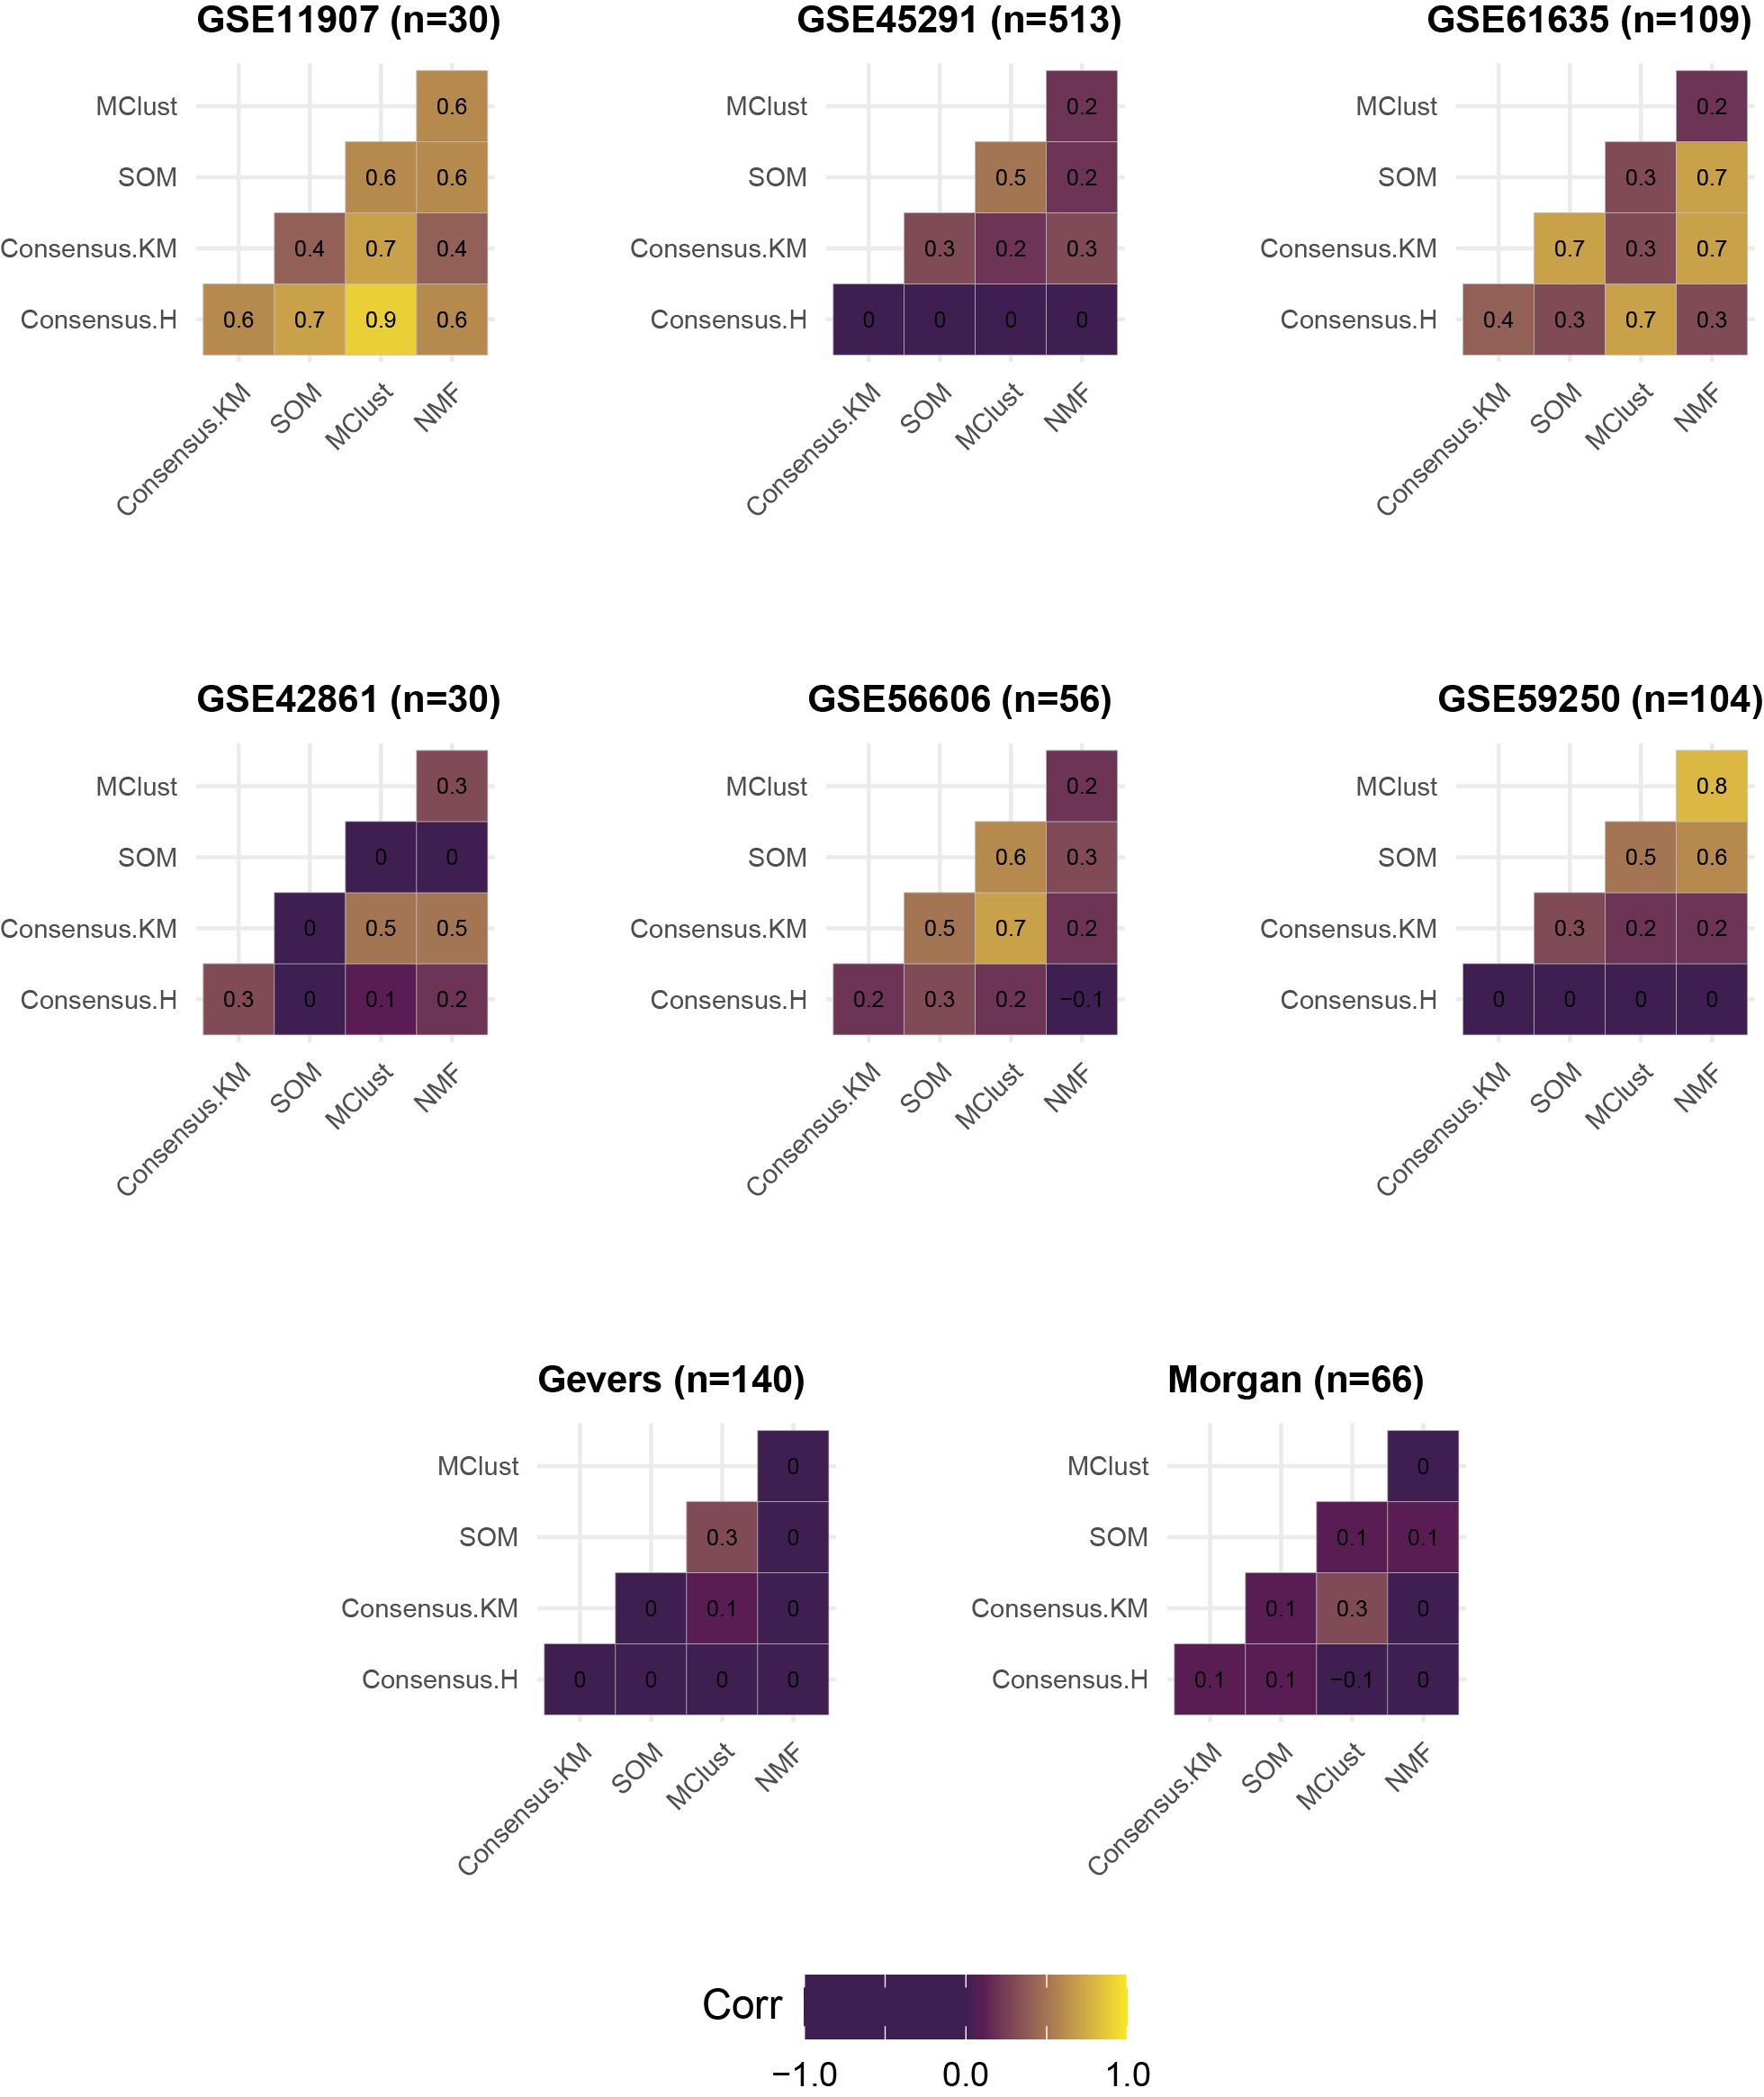 GSE11907 (n=30)
MClust 0.6
SOM 0.6 0.6
Consensus.KM 0.4 0.7 0.4
Consensus.H 0.6 0.7 0.9 0.6
Consensus.KM SOM MClust NMF
GSE45291 (n=513)
MClust 0.2
SOM 0.5 0.2
Consensus.KM 0.3 0.2 0.3
Consensus.H 0 0 0 0
Consensus.KM SOM MClust NMF
GSE61635 (n=109)
MClust 0.2
SOM 0.3 0.7
Consensus.KM 0.7 0.3 0.7
Consensus.H 0.4 0.3 0.7 0.3
Consensus.KM SOM MClust NMF
GSE42861 (n=30)
MClust 0.3
SOM 0 0
Consensus.KM 0 0.5 0.5
Consensus.H 0.3 0 0.1 0.2
Consensus.KM SOM MClust NMF
GSE56606 (n=56)
MClust 0.2
SOM 0.6 0.3
Consensus.KM 0.5 0.7 0.2
Consensus.H 0.2 0.3 0.2 −0.1
Consensus.KM SOM MClust NMF
GSE59250 (n=104)
MClust 0.8
SOM 0.5 0.6
Consensus.KM 0.3 0.2 0.2
Consensus.H 0 0 0 0
Consensus.KM SOM MClust NMF
Gevers (n=140)
MClust 0
SOM 0.3 0
Consensus.KM 0 0.1 0
Consensus.H 0 0 0 0
Consensus.KM SOM MClust NMF
Morgan (n=66)
MClust 0
SOM 0.1 0.1
Consensus.KM 0.1 0.3 0
Consensus.H 0.1 0.1 −0.1 0
Consensus.KM SOM MClust NMF
Corr
−1.0 0.0 1.0